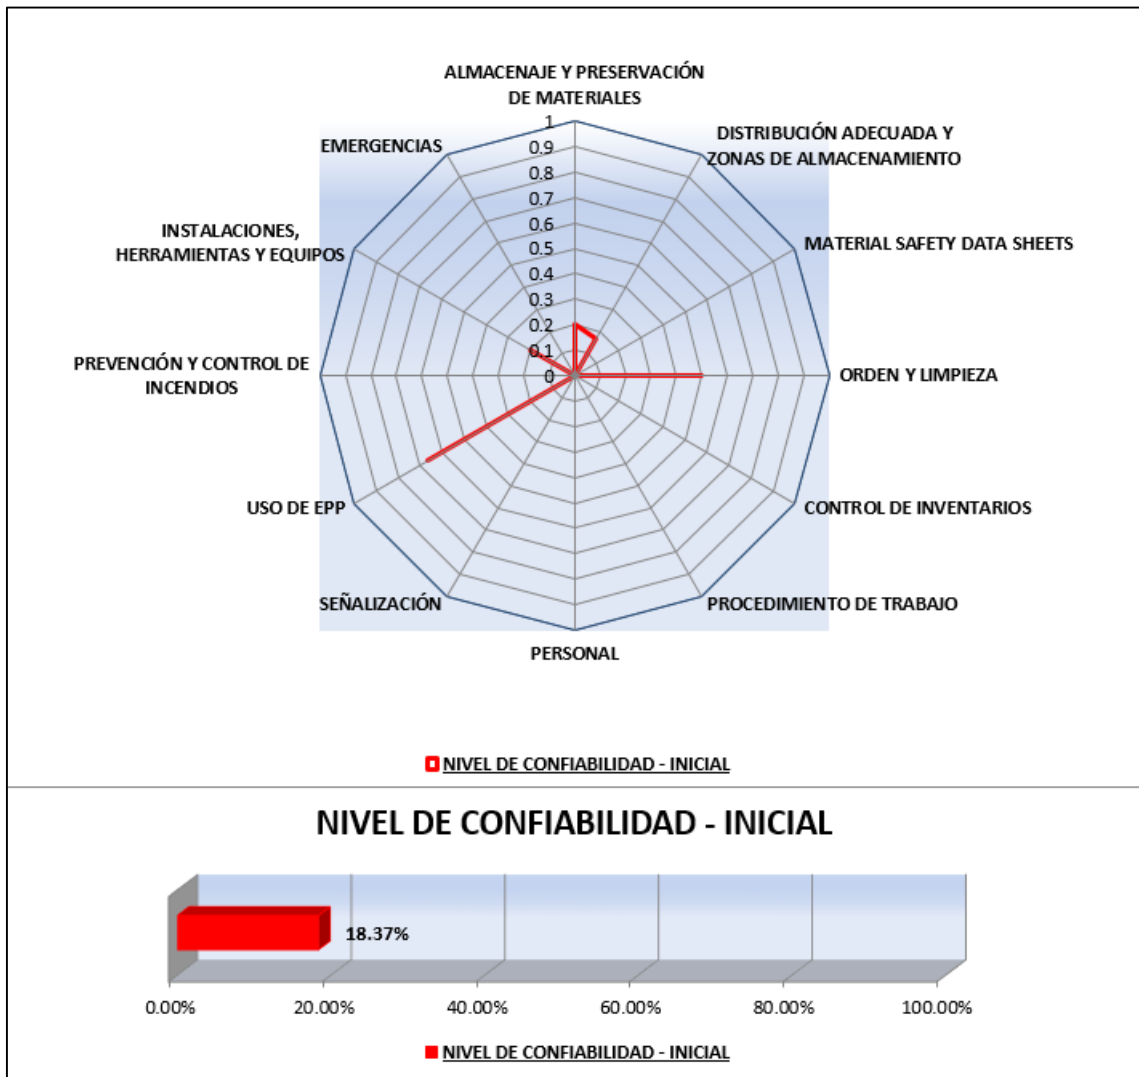 ALMACENAJE Y PRESERVACIÓN
DE MATERIALES
DISTRIBUCIÓN ADECUADA Y
ZONAS DE ALMACENAMIENTO
MATERIAL SAFETY DATA SHEETS
ORDEN Y LIMPIEZA
CONTROL DE INVENTARIOS
PROCEDIMIENTO DE TRABAJO
PERSONAL
SEÑALIZACIÓN
USO DE EPP
PREVENCIÓN Y CONTROL DE
INCENDIOS
INSTALACIONES,
HERRAMIENTAS Y EQUIPOS
EMERGENCIAS
1
0.9
0.8
0.7
0.6
0.5
0.4
0.3
0.2
0.1
0
NIVEL DE CONFIABILIDAD - INICIAL
NIVEL DE CONFIABILIDAD - INICIAL
18.37%
0.00% 20.00% 40.00% 60.00% 80.00% 100.00%
NIVEL DE CONFIABILIDAD - INICIAL